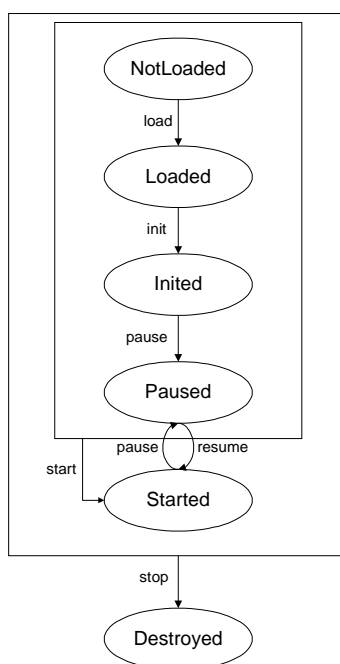 NotLoaded
load
Loaded
init
Inited
pause
Paused
pause resume
start
Started
stop
Destroyed